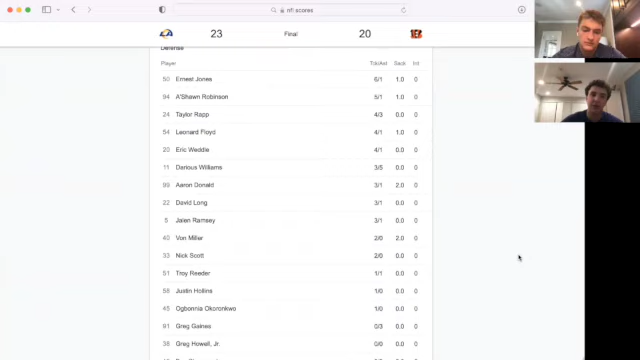 nfl scores
23 Final 20
Defense
Player Tck/Ast Sack Int
50 Ernest Jones 6/1 1.0 0
94 A'Shawn Robinson 5/1 1.0 0
24 Taylor Rapp 4/3 0.0 0
54 Leonard Floyd 4/1 1.0 0
20 Eric Weddle 4/1 0.0 0
11 Darious Williams 3/5 0.0 0
99 Aaron Donald 3/1 2.0 0
22 David Long 3/1 0.0 0
5 Jalen Ramsey 3/1 0.0 0
40 Von Miller 2/0 2.0 0
33 Nick Scott 2/0 0.0 0
51 Troy Reeder 1/1 0.0 0
58 Justin Hollins 1/0 0.0 0
45 Ogbonnia Okoronkwo 1/0 0.0 0
91 Greg Gaines 0/3 0.0 0
38 Greg Howell, Jr. 0/0 0.0 0